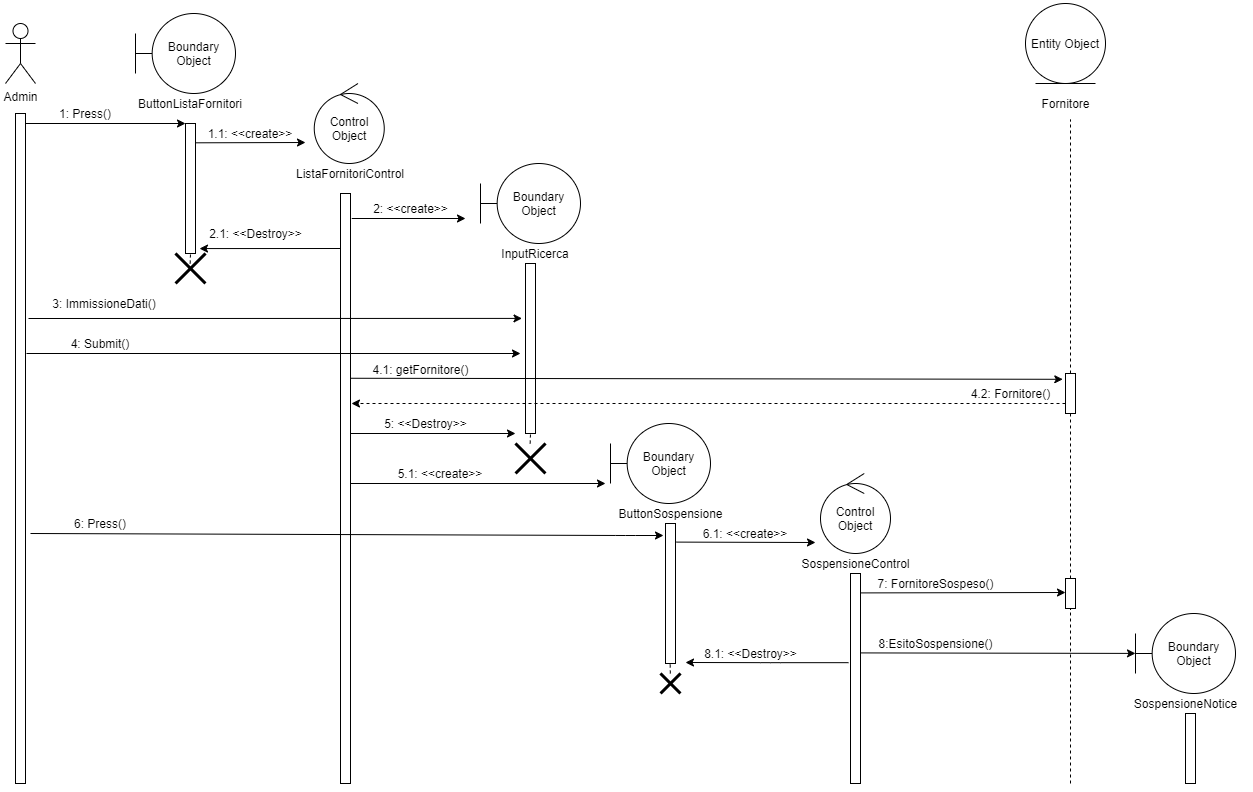 Boundary
Object
Entity Object
Admin
ButtonListaFornitori
Fornitore
1: Press()
1.1: <<create>>
Control
Object
ListaFornitoriControl
2: <<create>>
Boundary
Object
2.1: <<Destroy>>
InputRicerca
3: ImmissioneDati()
4: Submit()
4.1: getFornitore()
4.2: Fornitore()
5: <<Destroy>>
5.1: <<create>>
Boundary
Object
ButtonSospensione
6: Press()
6.1: <<create>>
Control
Object
SospensioneControl
7: FornitoreSospeso()
8:EsitoSospensione()
8.1: <<Destroy>>
Boundary
Object
SospensioneNotice